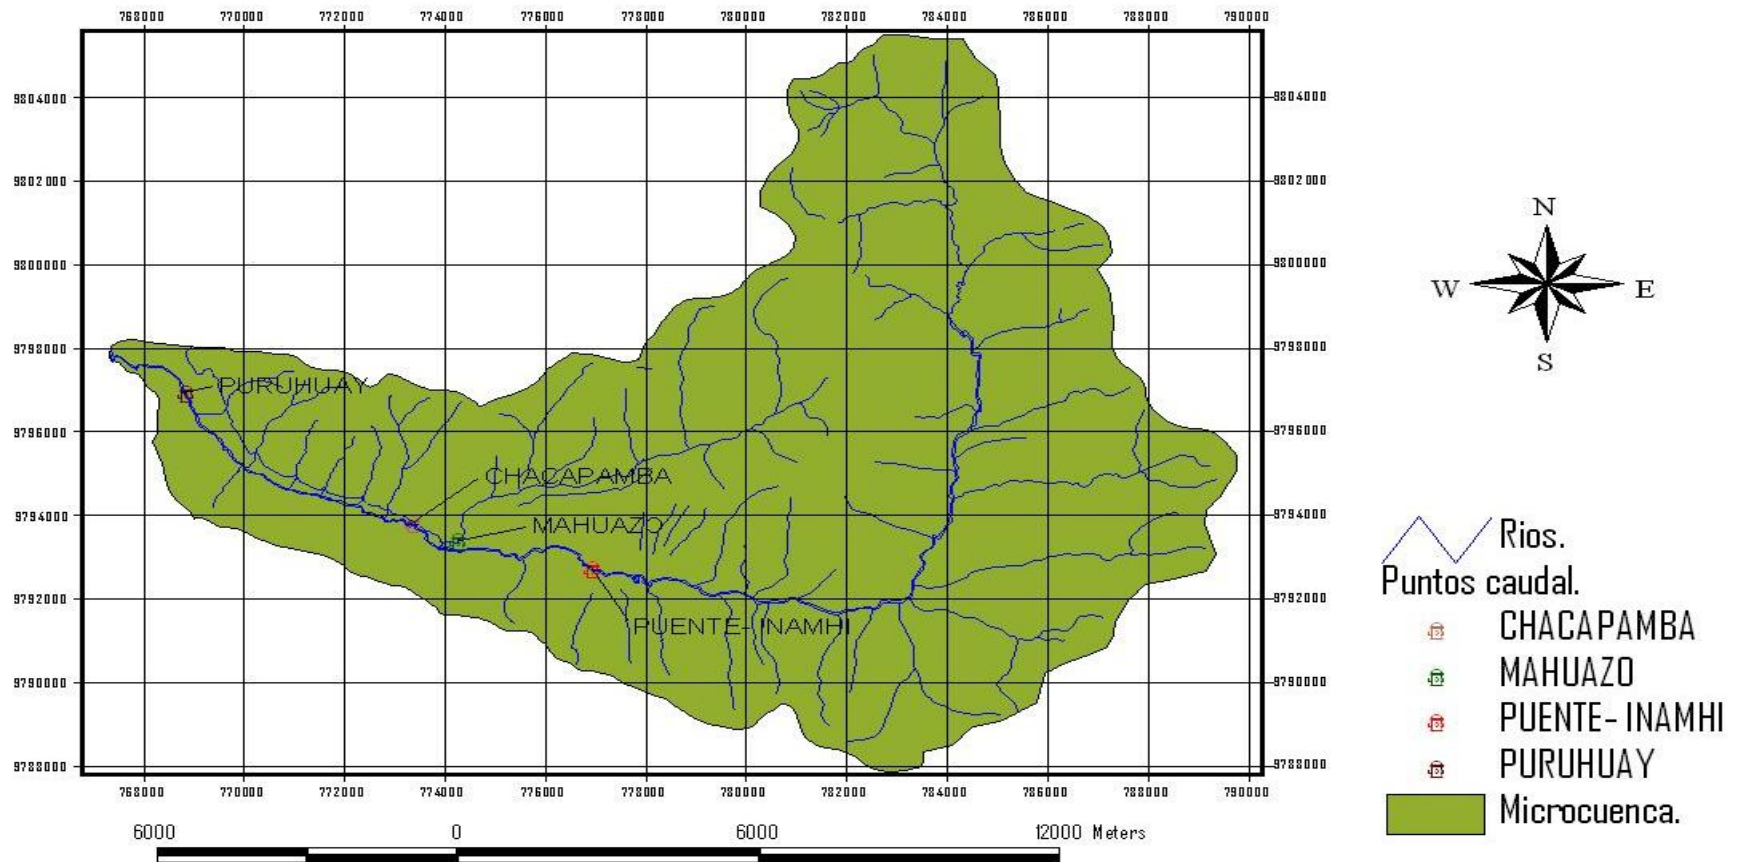 768000 770000 772000 774000 776000 778000 780000 782000 784000 786000 788000 790000
9804000 9804000
9802000 9802000
9800000 9800000
9798000 9798000
PURUHUAY
9796000 9796000
CHACAPAMBA
9794000 9794000
MAHUAZO
9792000 9792000
PUENTE- INAMHI
9790000 9790000
9788000 9788000
768000 770000 772000 774000 776000 778000 780000 782000 784000 786000 788000 790000
6000 0 6000 12000 Meters
N
W E
S
Rios.
Puntos caudal.
CHACAPAMBA
MAHUAZO
PUENTE- INAMHI
PURUHUAY
Microcuenca.